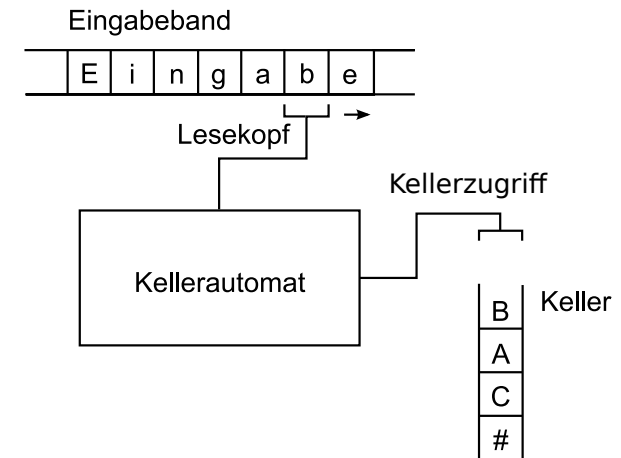 Eingabeband
E i n g a b e
Lesekopf
Kellerzugriff
Kellerautomat
Keller
B
A
C
#